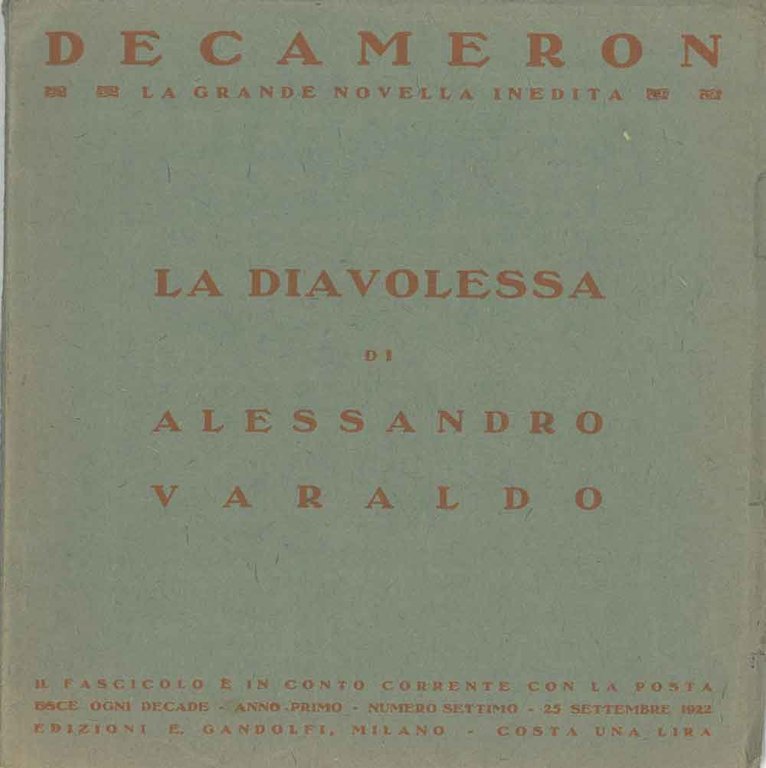 DECAMERON
LA GRANDE NOVELLA INEDITA
LA DIAVOLESSA
DI
ALESSANDRO
VARALDO
IL FASCICOLO È IN CONTO CORRENTE CON LA POSTA
ESCE OGNI DECADE - ANNO PRIMO - NUMERO SETTIMO - 25 SETTEMBRE 1922
EDIZIONI E. GANDOLFI, MILANO - COSTA UNA LIRA